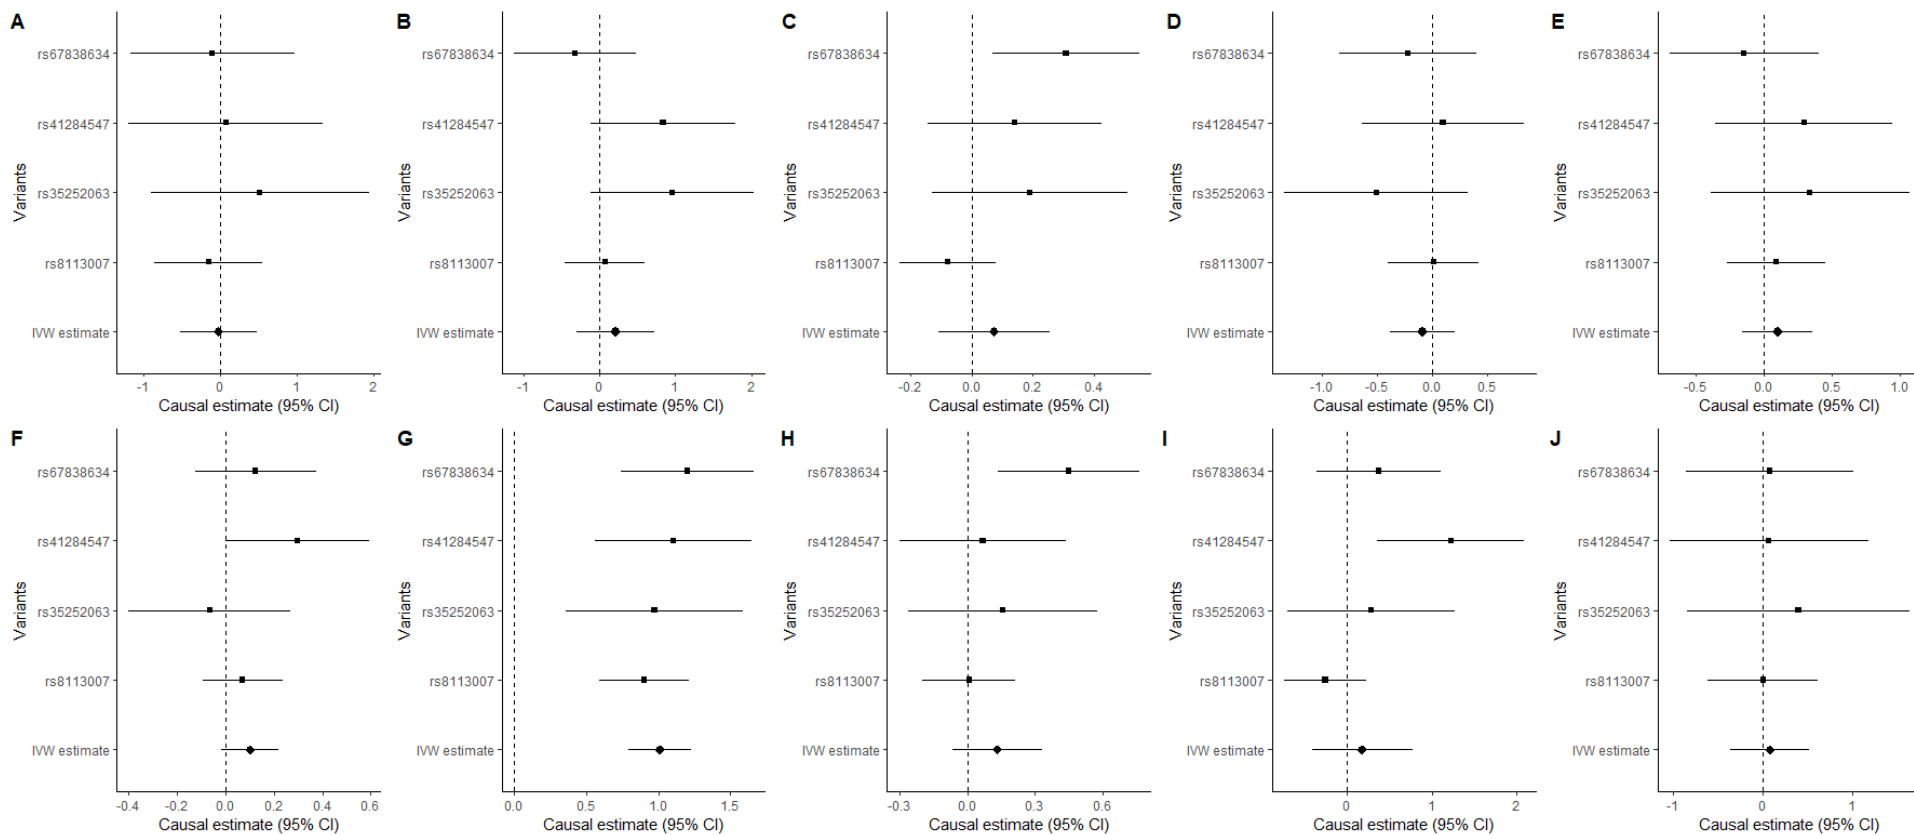 A
Variants
rs67838634
rs41284547
rs35252063
rs8113007
IVW estimate
-1 0 1 2
Causal estimate (95% CI)
B
Variants
rs67838634
rs41284547
rs35252063
rs8113007
IVW estimate
-1 0 1 2
Causal estimate (95% CI)
C
Variants
rs67838634
rs41284547
rs35252063
rs8113007
IVW estimate
-0.2 0.0 0.2 0.4
Causal estimate (95% CI)
D
Variants
rs67838634
rs41284547
rs35252063
rs8113007
IVW estimate
-1.0 -0.5 0.0 0.5
Causal estimate (95% CI)
E
Variants
rs67838634
rs41284547
rs35252063
rs8113007
IVW estimate
-0.5 0.0 0.5 1.0
Causal estimate (95% CI)
F
Variants
rs67838634
rs41284547
rs35252063
rs8113007
IVW estimate
-0.4 -0.2 0.0 0.2 0.4 0.6
Causal estimate (95% CI)
G
Variants
rs67838634
rs41284547
rs35252063
rs8113007
IVW estimate
0.0 0.5 1.0 1.5
Causal estimate (95% CI)
H
Variants
rs67838634
rs41284547
rs35252063
rs8113007
IVW estimate
-0.3 0.0 0.3 0.6
Causal estimate (95% CI)
I
Variants
rs67838634
rs41284547
rs35252063
rs8113007
IVW estimate
0 1 2
Causal estimate (95% CI)
J
Variants
rs67838634
rs41284547
rs35252063
rs8113007
IVW estimate
-1 0 1
Causal estimate (95% CI)